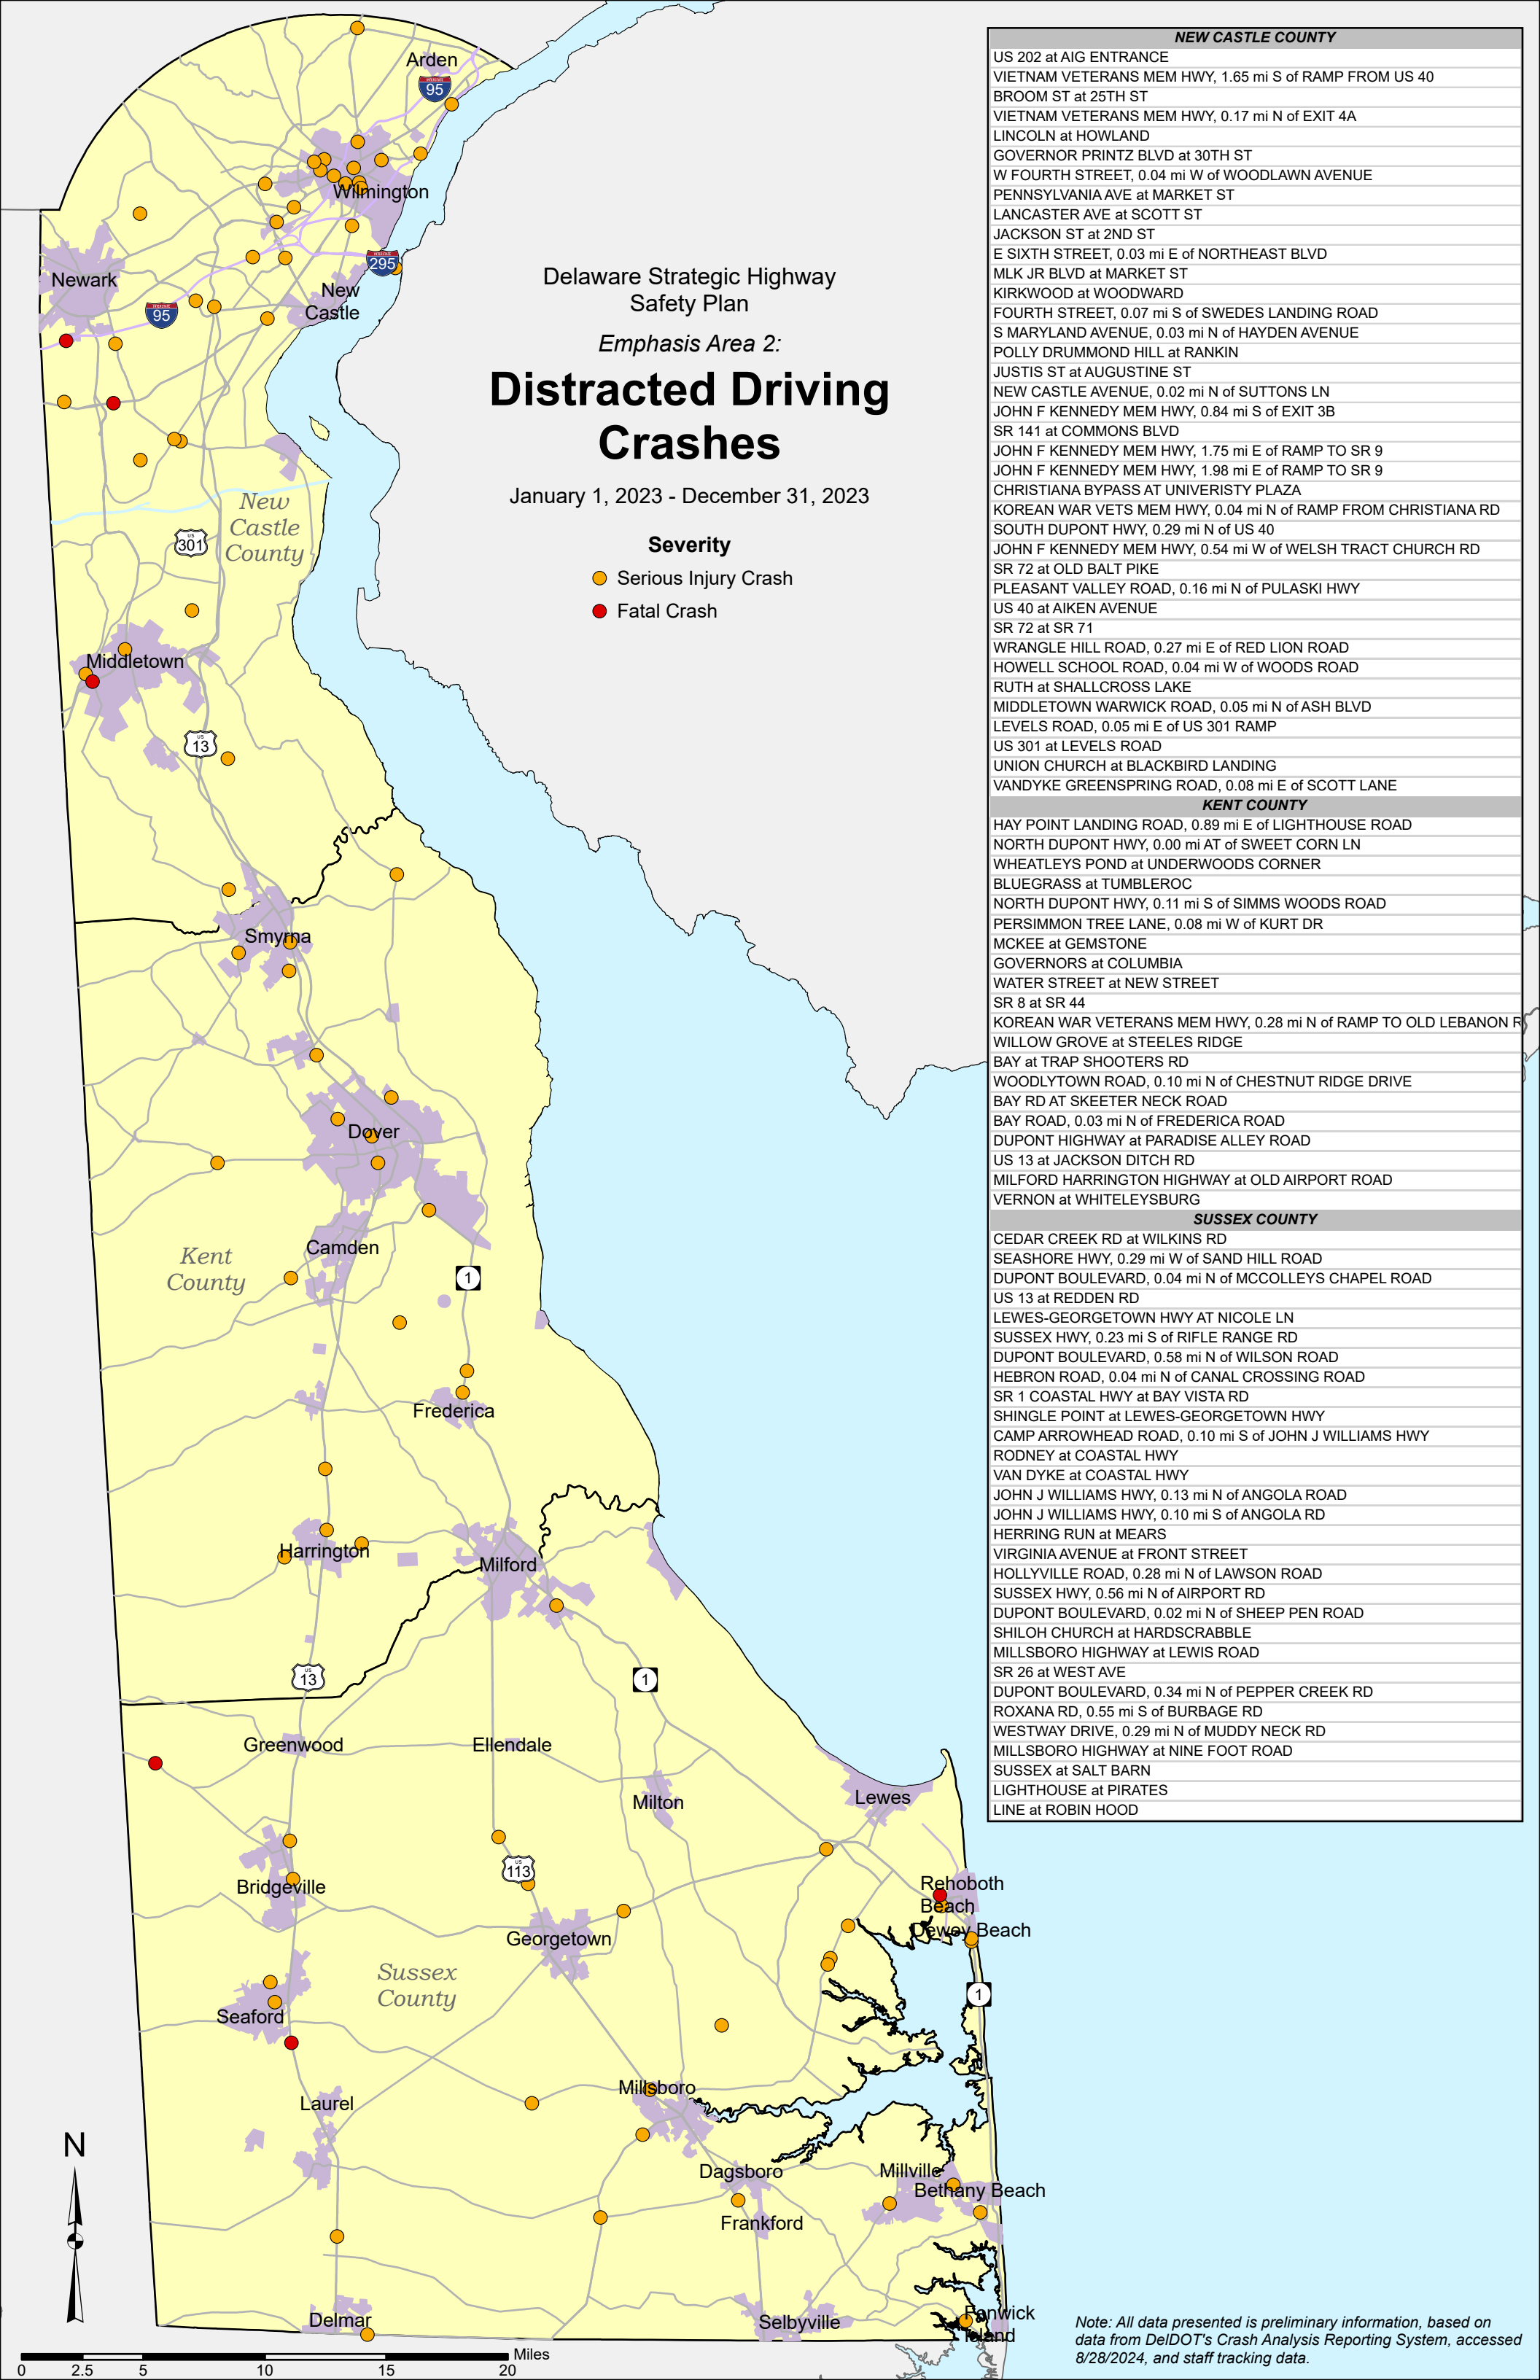 Delaware Strategic Highway
Safety Plan
Emphasis Area 2:
Distracted Driving
Crashes
January 1, 2023 - December 31, 2023
Severity
Serious Injury Crash
Fatal Crash
Arden
95
Wilmington
Newark
295
New
Castle
95
New
Castle
County
US
301
Middletown
US
13
Smyrna
Dover
Kent
County
Camden
1
Frederica
Harrington
Milford
US
13
1
Greenwood
Ellendale
Milton
Lewes
US
113
Bridgeville
Rehoboth
Beach
Dewey Beach
Georgetown
Sussex
County
1
Seaford
Millsboro
Laurel
N
Dagsboro
Millville
Bethany Beach
Frankford
Delmar
Selbyville
Fenwick
Island
Miles
0 2.5 5 10 15 20
NEW CASTLE COUNTY
US 202 at AIG ENTRANCE
VIETNAM VETERANS MEM HWY, 1.65 mi S of RAMP FROM US 40
BROOM ST at 25TH ST
VIETNAM VETERANS MEM HWY, 0.17 mi N of EXIT 4A
LINCOLN at HOWLAND
GOVERNOR PRINTZ BLVD at 30TH ST
W FOURTH STREET, 0.04 mi W of WOODLAWN AVENUE
PENNSYLVANIA AVE at MARKET ST
LANCASTER AVE at SCOTT ST
JACKSON ST at 2ND ST
E SIXTH STREET, 0.03 mi E of NORTHEAST BLVD
MLK JR BLVD at MARKET ST
KIRKWOOD at WOODWARD
FOURTH STREET, 0.07 mi S of SWEDES LANDING ROAD
S MARYLAND AVENUE, 0.03 mi N of HAYDEN AVENUE
POLLY DRUMMOND HILL at RANKIN
JUSTIS ST at AUGUSTINE ST
NEW CASTLE AVENUE, 0.02 mi N of SUTTONS LN
JOHN F KENNEDY MEM HWY, 0.84 mi S of EXIT 3B
SR 141 at COMMONS BLVD
JOHN F KENNEDY MEM HWY, 1.75 mi E of RAMP TO SR 9
JOHN F KENNEDY MEM HWY, 1.98 mi E of RAMP TO SR 9
CHRISTIANA BYPASS AT UNIVERISTY PLAZA
KOREAN WAR VETS MEM HWY, 0.04 mi N of RAMP FROM CHRISTIANA RD
SOUTH DUPONT HWY, 0.29 mi N of US 40
JOHN F KENNEDY MEM HWY, 0.54 mi W of WELSH TRACT CHURCH RD
SR 72 at OLD BALT PIKE
PLEASANT VALLEY ROAD, 0.16 mi N of PULASKI HWY
US 40 at AIKEN AVENUE
SR 72 at SR 71
WRANGLE HILL ROAD, 0.27 mi E of RED LION ROAD
HOWELL SCHOOL ROAD, 0.04 mi W of WOODS ROAD
RUTH at SHALLCROSS LAKE
MIDDLETOWN WARWICK ROAD, 0.05 mi N of ASH BLVD
LEVELS ROAD, 0.05 mi E of US 301 RAMP
US 301 at LEVELS ROAD
UNION CHURCH at BLACKBIRD LANDING
VANDYKE GREENSPRING ROAD, 0.08 mi E of SCOTT LANE
KENT COUNTY
HAY POINT LANDING ROAD, 0.89 mi E of LIGHTHOUSE ROAD
NORTH DUPONT HWY, 0.00 mi AT of SWEET CORN LN
WHEATLEYS POND at UNDERWOODS CORNER
BLUEGRASS at TUMBLEROC
NORTH DUPONT HWY, 0.11 mi S of SIMMS WOODS ROAD
PERSIMMON TREE LANE, 0.08 mi W of KURT DR
MCKEE at GEMSTONE
GOVERNORS at COLUMBIA
WATER STREET at NEW STREET
SR 8 at SR 44
KOREAN WAR VETERANS MEM HWY, 0.28 mi N of RAMP TO OLD LEBANON R
WILLOW GROVE at STEELES RIDGE
BAY at TRAP SHOOTERS RD
WOODLYTOWN ROAD, 0.10 mi N of CHESTNUT RIDGE DRIVE
BAY RD AT SKEETER NECK ROAD
BAY ROAD, 0.03 mi N of FREDERICA ROAD
DUPONT HIGHWAY at PARADISE ALLEY ROAD
US 13 at JACKSON DITCH RD
MILFORD HARRINGTON HIGHWAY at OLD AIRPORT ROAD
VERNON at WHITELEYSBURG
SUSSEX COUNTY
CEDAR CREEK RD at WILKINS RD
SEASHORE HWY, 0.29 mi W of SAND HILL ROAD
DUPONT BOULEVARD, 0.04 mi N of MCCOLLEYS CHAPEL ROAD
US 13 at REDDEN RD
LEWES-GEORGETOWN HWY AT NICOLE LN
SUSSEX HWY, 0.23 mi S of RIFLE RANGE RD
DUPONT BOULEVARD, 0.58 mi N of WILSON ROAD
HEBRON ROAD, 0.04 mi N of CANAL CROSSING ROAD
SR 1 COASTAL HWY at BAY VISTA RD
SHINGLE POINT at LEWES-GEORGETOWN HWY
CAMP ARROWHEAD ROAD, 0.10 mi S of JOHN J WILLIAMS HWY
RODNEY at COASTAL HWY
VAN DYKE at COASTAL HWY
JOHN J WILLIAMS HWY, 0.13 mi N of ANGOLA ROAD
JOHN J WILLIAMS HWY, 0.10 mi S of ANGOLA RD
HERRING RUN at MEARS
VIRGINIA AVENUE at FRONT STREET
HOLLYVILLE ROAD, 0.28 mi N of LAWSON ROAD
SUSSEX HWY, 0.56 mi N of AIRPORT RD
DUPONT BOULEVARD, 0.02 mi N of SHEEP PEN ROAD
SHILOH CHURCH at HARDSCRABBLE
MILLSBORO HIGHWAY at LEWIS ROAD
SR 26 at WEST AVE
DUPONT BOULEVARD, 0.34 mi N of PEPPER CREEK RD
ROXANA RD, 0.55 mi S of BURBAGE RD
WESTWAY DRIVE, 0.29 mi N of MUDDY NECK RD
MILLSBORO HIGHWAY at NINE FOOT ROAD
SUSSEX at SALT BARN
LIGHTHOUSE at PIRATES
LINE at ROBIN HOOD
Note: All data presented is preliminary information, based on
data from DelDOT's Crash Analysis Reporting System, accessed
8/28/2024, and staff tracking data.